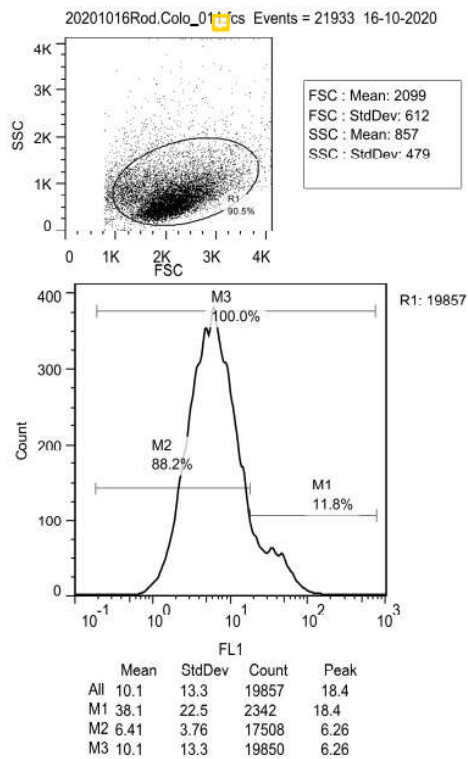 20201016Rod.Colo_011.fcs Events = 21933 16-10-2020
4K
3K
2K
1K
0
SSC
R1
90.5%
0 1K 2K 3K 4K
FSC
FSC : Mean: 2099
FSC : StdDev: 612
SSC : Mean: 857
SSC : StdDev: 479
R1: 19857
400
300
200
100
0
Count
M3
100.0%
M2
88.2%
M1
11.8%
10-1 100 101 102 103
FL1
Mean StdDev Count Peak
All 10.1 13.3 19857 18.4
M1 38.1 22.5 2342 18.4
M2 6.41 3.76 17508 6.26
M3 10.1 13.3 19850 6.26